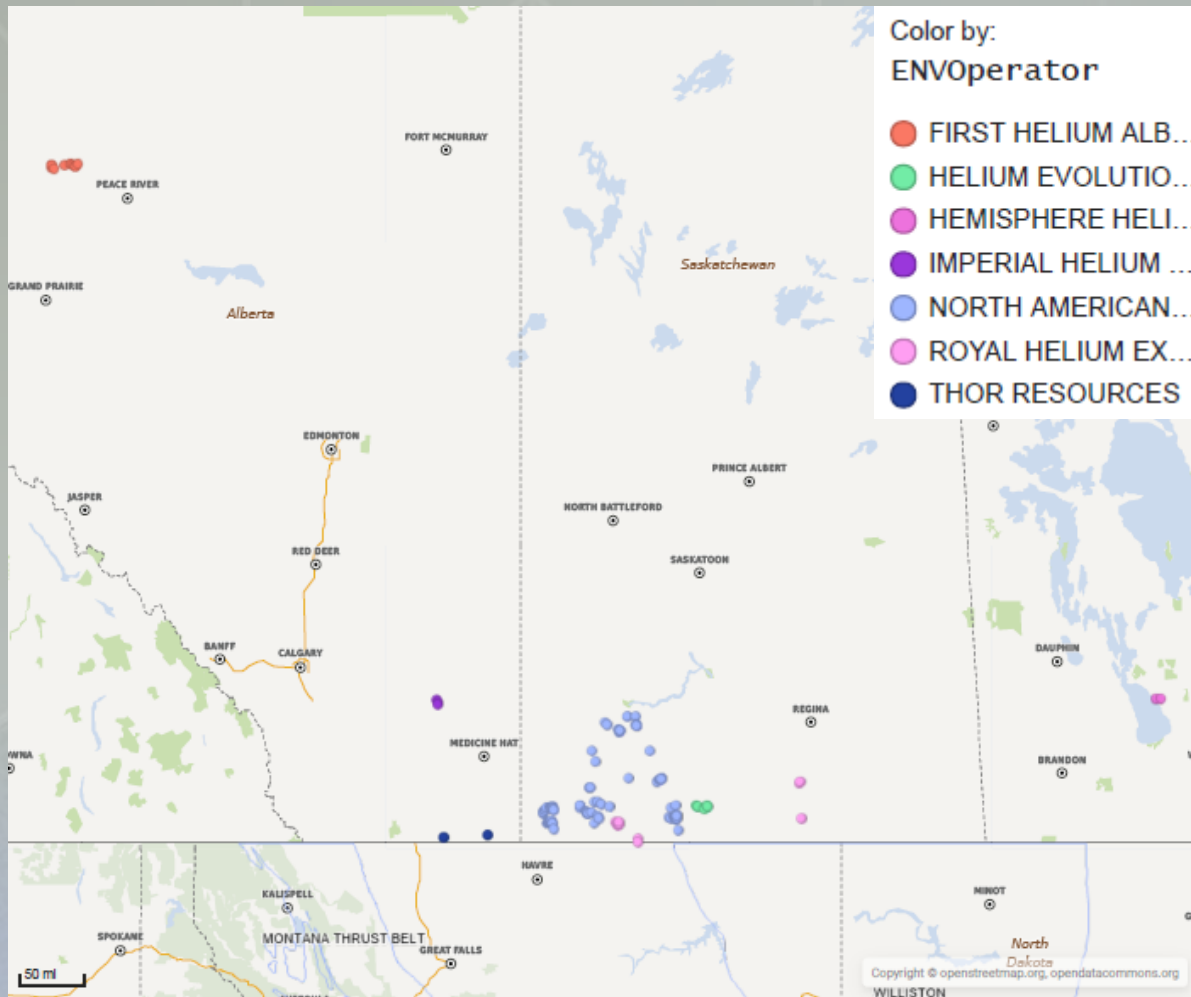 Color by:
ENVOperator
FIRST HELIUM ALB...
HELIUM EVOLUTIO...
HEMISPHERE HELI...
IMPERIAL HELIUM ...
NORTH AMERICAN...
ROYAL HELIUM EX...
THOR RESOURCES
FORT MCMURRAY
PEACE RIVER
Saskatchewan
GRAND PRAIRIE
Alberta
EDMONTON
PRINCE ALBERT
JASPER
NORTH BATTLEFORD
RED DEER
SASKATOON
BANFF
CALGARY
DAUPHIN
REGINA
MEDICINE HAT
OWNA
BRANDON
HAVRE
KALISPELL
MINOT
SPOKANE
MONTANA THRUST BELT
GREAT FALLS
North
Dakota
50 mi
Copyright © openstreetmap.org, opendatacommons.org
WILLISTON